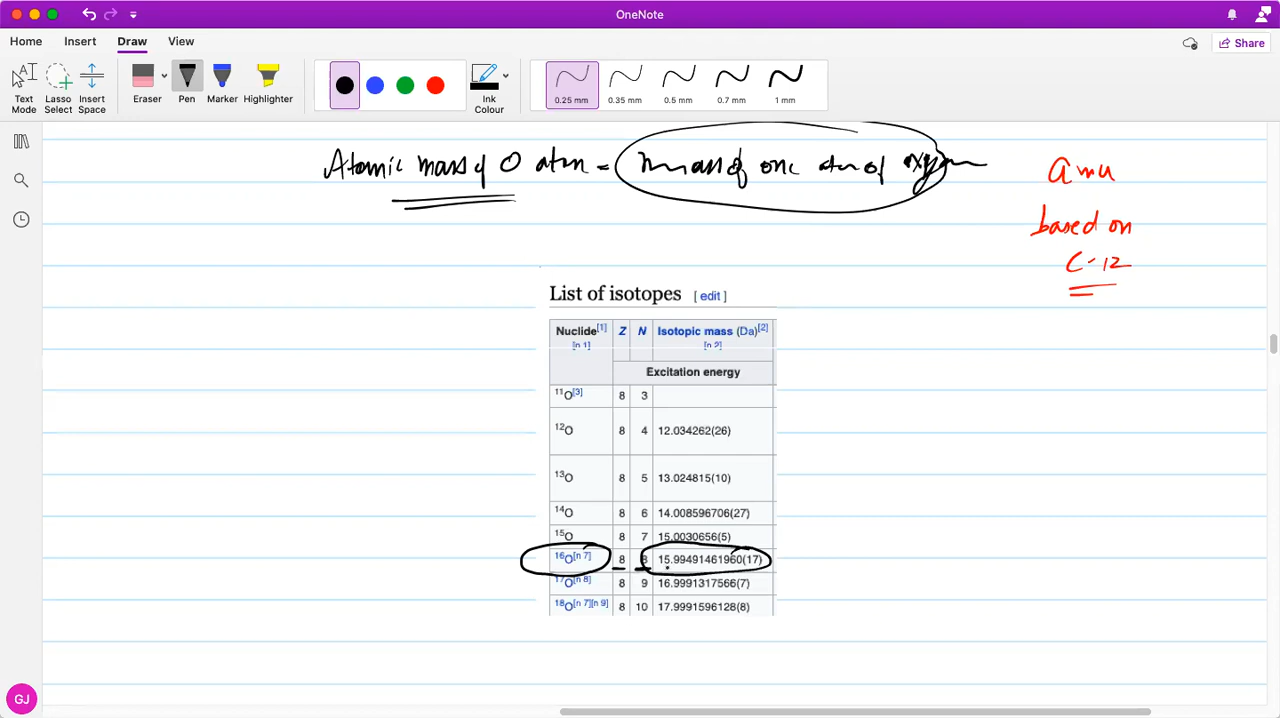 OneNote
Home Insert Draw View
Share
Text Mode
Lasso Select
Insert Space
Eraser
Pen
Marker
Highlighter
Ink Colour
0.25 mm
0.35 mm
0.5 mm
0.7 mm
1 mm
Atomic mass of O atom = mass of one atom of oxygen
amu
based on
C-12
List of isotopes [ edit ]
Nuclide[1] [n 1] Z N Isotopic mass (Da)[2] [n 2]
Excitation energy
11O[3] 8 3
12O 8 4 12.034262(26)
13O 8 5 13.024815(10)
14O 8 6 14.008596706(27)
15O 8 7 15.0030656(5)
16O[n 7] 8 8 15.99491461960(17)
17O[n 8] 8 9 16.9991317566(7)
18O[n 7][n 9] 8 10 17.9991596128(8)
GJ